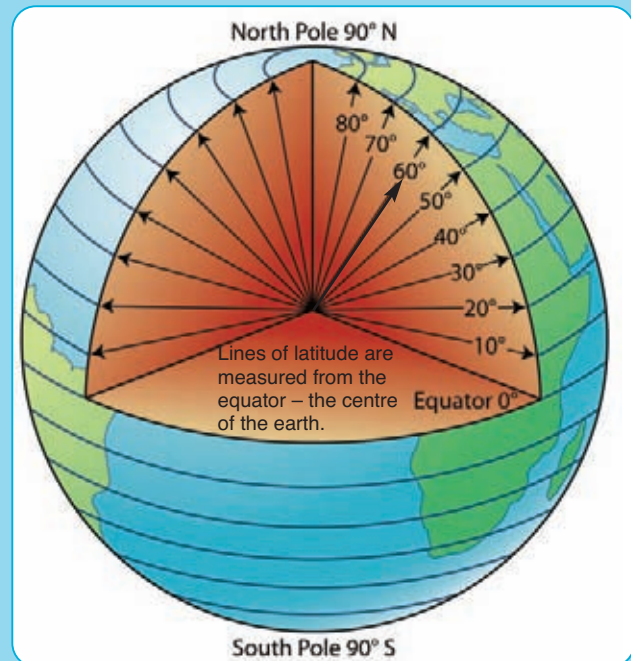 North Pole 90° N
80°
70°
60°
50°
40°
30°
20°
10°
Lines of latitude are
measured from the
equator – the centre
of the earth.
Equator 0°
South Pole 90° S